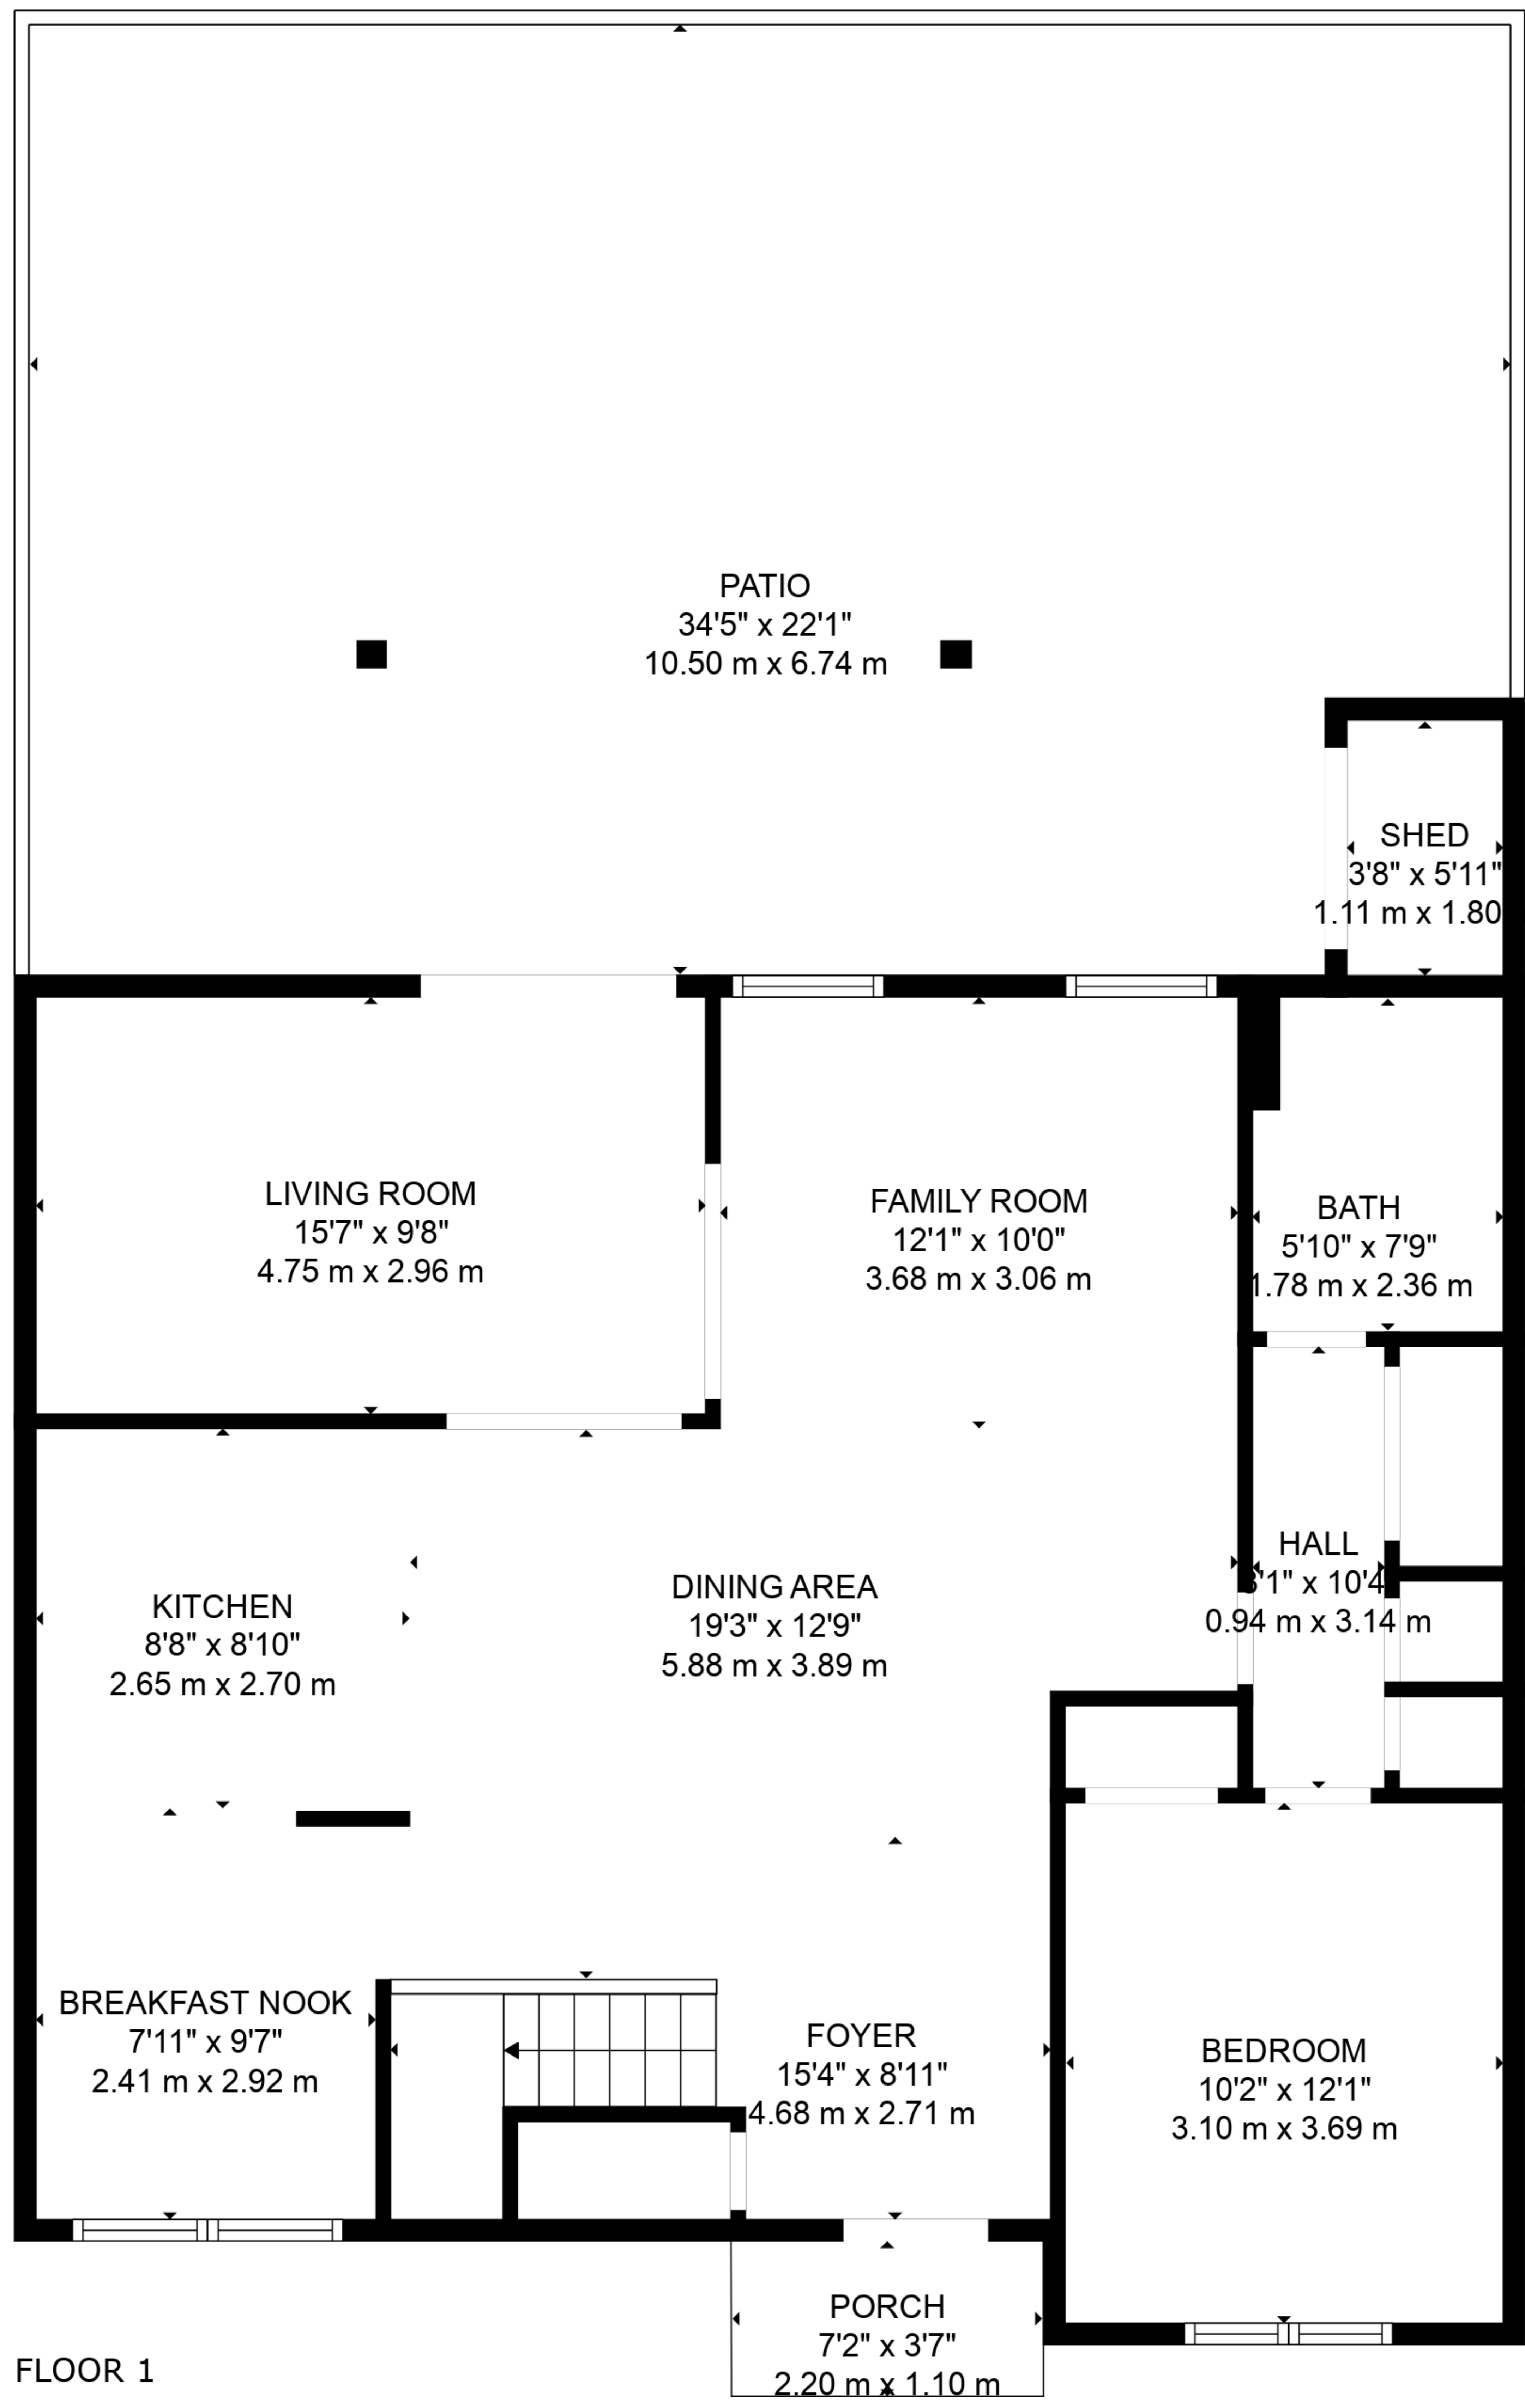 PATIO
34'5" x 22'1"
10.50 m x 6.74 m
SHED
3'8" x 5'11"
1.11 m x 1.80
LIVING ROOM
15'7" x 9'8"
4.75 m x 2.96 m
FAMILY ROOM
12'1" x 10'0"
3.68 m x 3.06 m
BATH
5'10" x 7'9"
1.78 m x 2.36 m
HALL
3'1" x 10'4
0.94 m x 3.14 m
KITCHEN
8'8" x 8'10"
2.65 m x 2.70 m
DINING AREA
19'3" x 12'9"
5.88 m x 3.89 m
BREAKFAST NOOK
7'11" x 9'7"
2.41 m x 2.92 m
FOYER
15'4" x 8'11"
4.68 m x 2.71 m
BEDROOM
10'2" x 12'1"
3.10 m x 3.69 m
PORCH
7'2" x 3'7"
2.20 m x 1.10 m
FLOOR 1